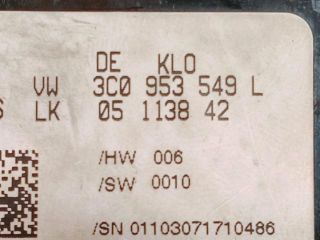 DE KLO
VW 3C0 953 549 L
S LK 05 1138 42
/HW 006
/SW 0010
/SN 01103071710486